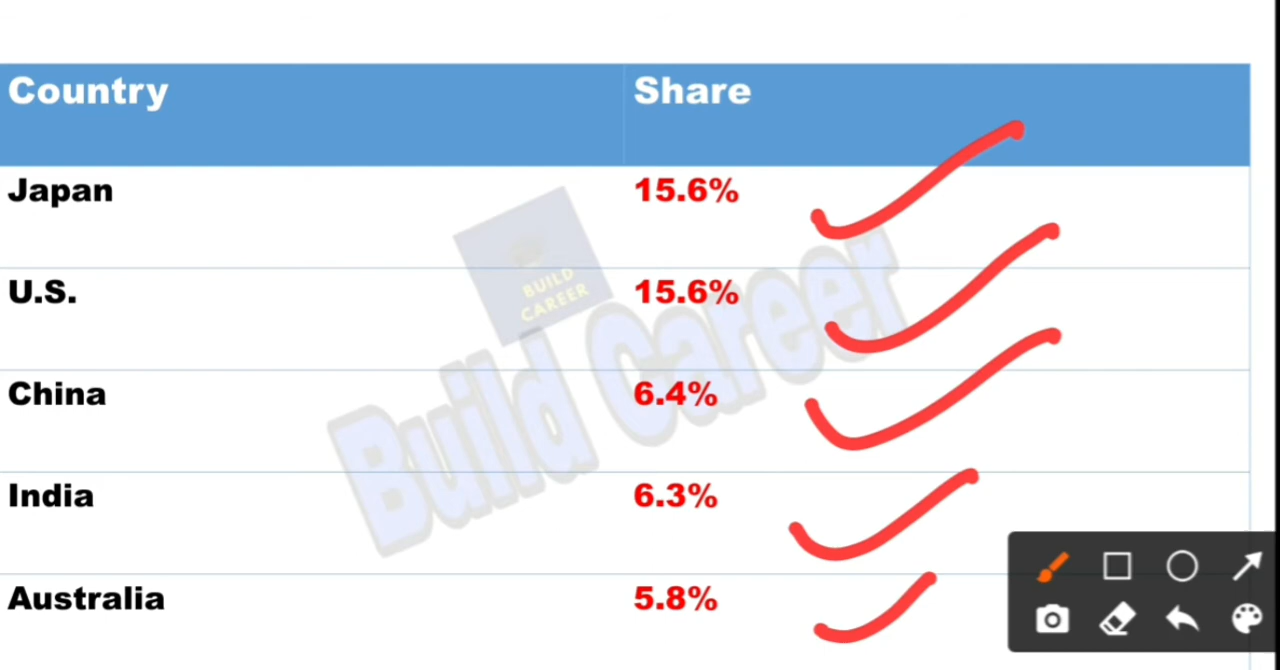 Country Share
Japan 15.6%
U.S. 15.6%
China 6.4%
India 6.3%
Australia 5.8%
BUILD
CAREER
Build Career